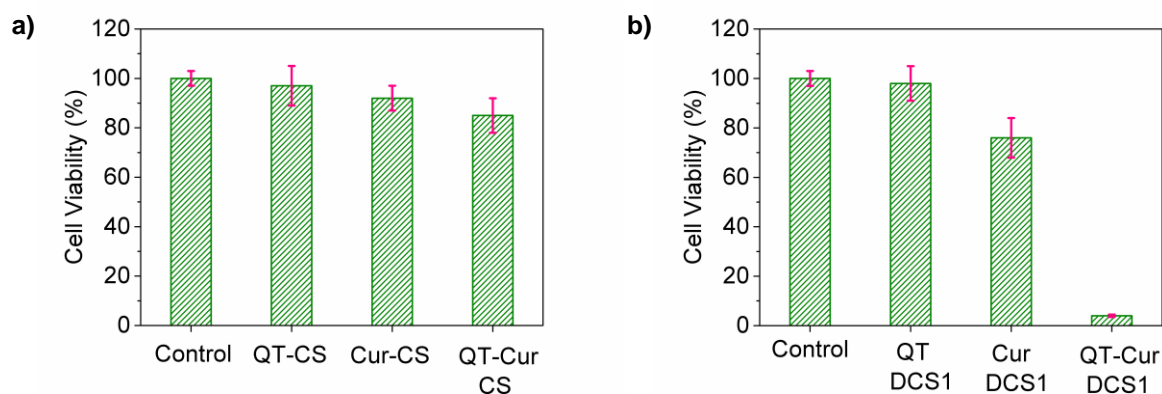 a)
Cell Viability (%)
120
100
80
60
40
20
0
Control
QT-CS
Cur-CS
QT-Cur
CS
b)
Cell Viability (%)
120
100
80
60
40
20
0
Control
QT
DCS1
Cur
DCS1
QT-Cur
DCS1